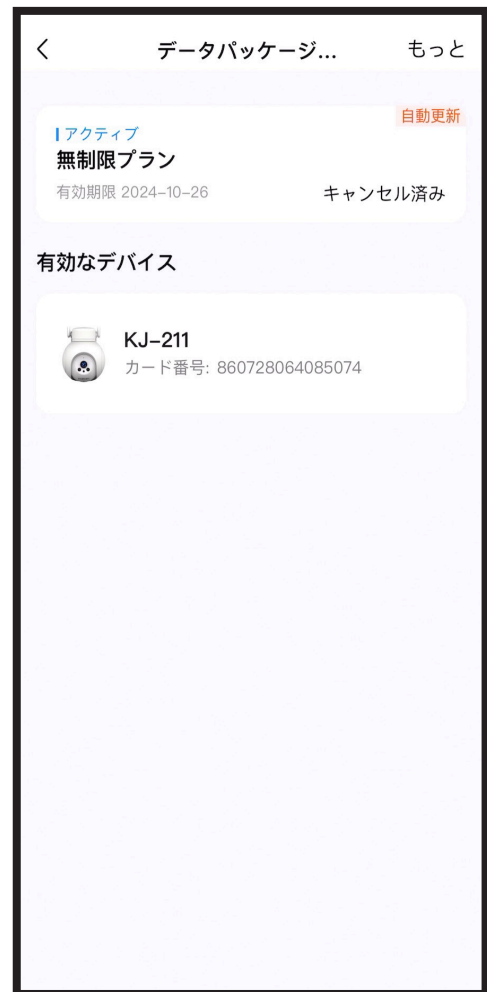 データパッケージ...
もっと
自動更新
アクティブ
無制限プラン
有効期限 2024-10-26
キャンセル済み
有効なデバイス
KJ-211
カード番号: 860728064085074